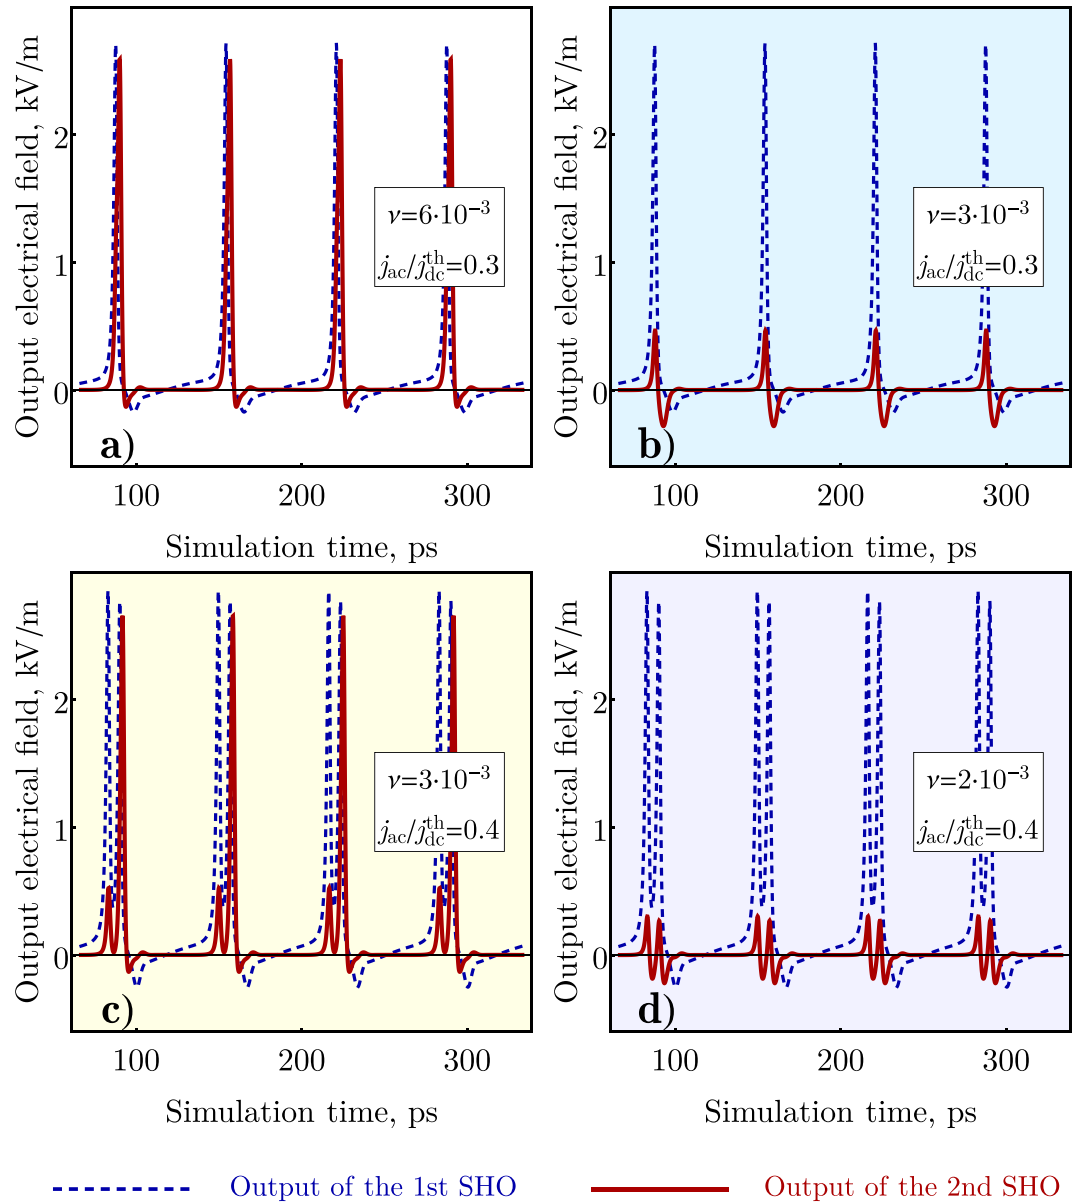 Output electrical field, kV/m
2
1
0
ν=6·10⁻³
j_ac/j_dc^th=0.3
a)
100 200 300
Simulation time, ps
Output electrical field, kV/m
2
1
0
ν=3·10⁻³
j_ac/j_dc^th=0.3
b)
100 200 300
Simulation time, ps
Output electrical field, kV/m
2
1
0
ν=3·10⁻³
j_ac/j_dc^th=0.4
c)
100 200 300
Simulation time, ps
Output electrical field, kV/m
2
1
0
ν=2·10⁻³
j_ac/j_dc^th=0.4
d)
100 200 300
Simulation time, ps
Output of the 1st SHO
Output of the 2nd SHO